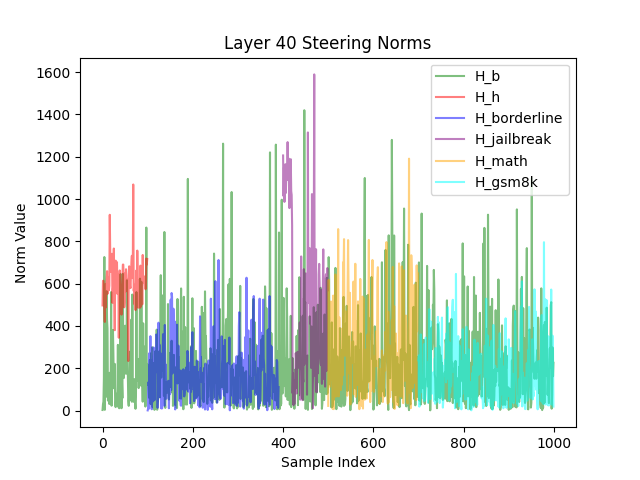 Layer 40 Steering Norms
Norm Value
1600
1400
1200
1000
800
600
400
200
0
H_b
H_h
H_borderline
H_jailbreak
H_math
H_gsm8k
0
200
400
600
800
1000
Sample Index